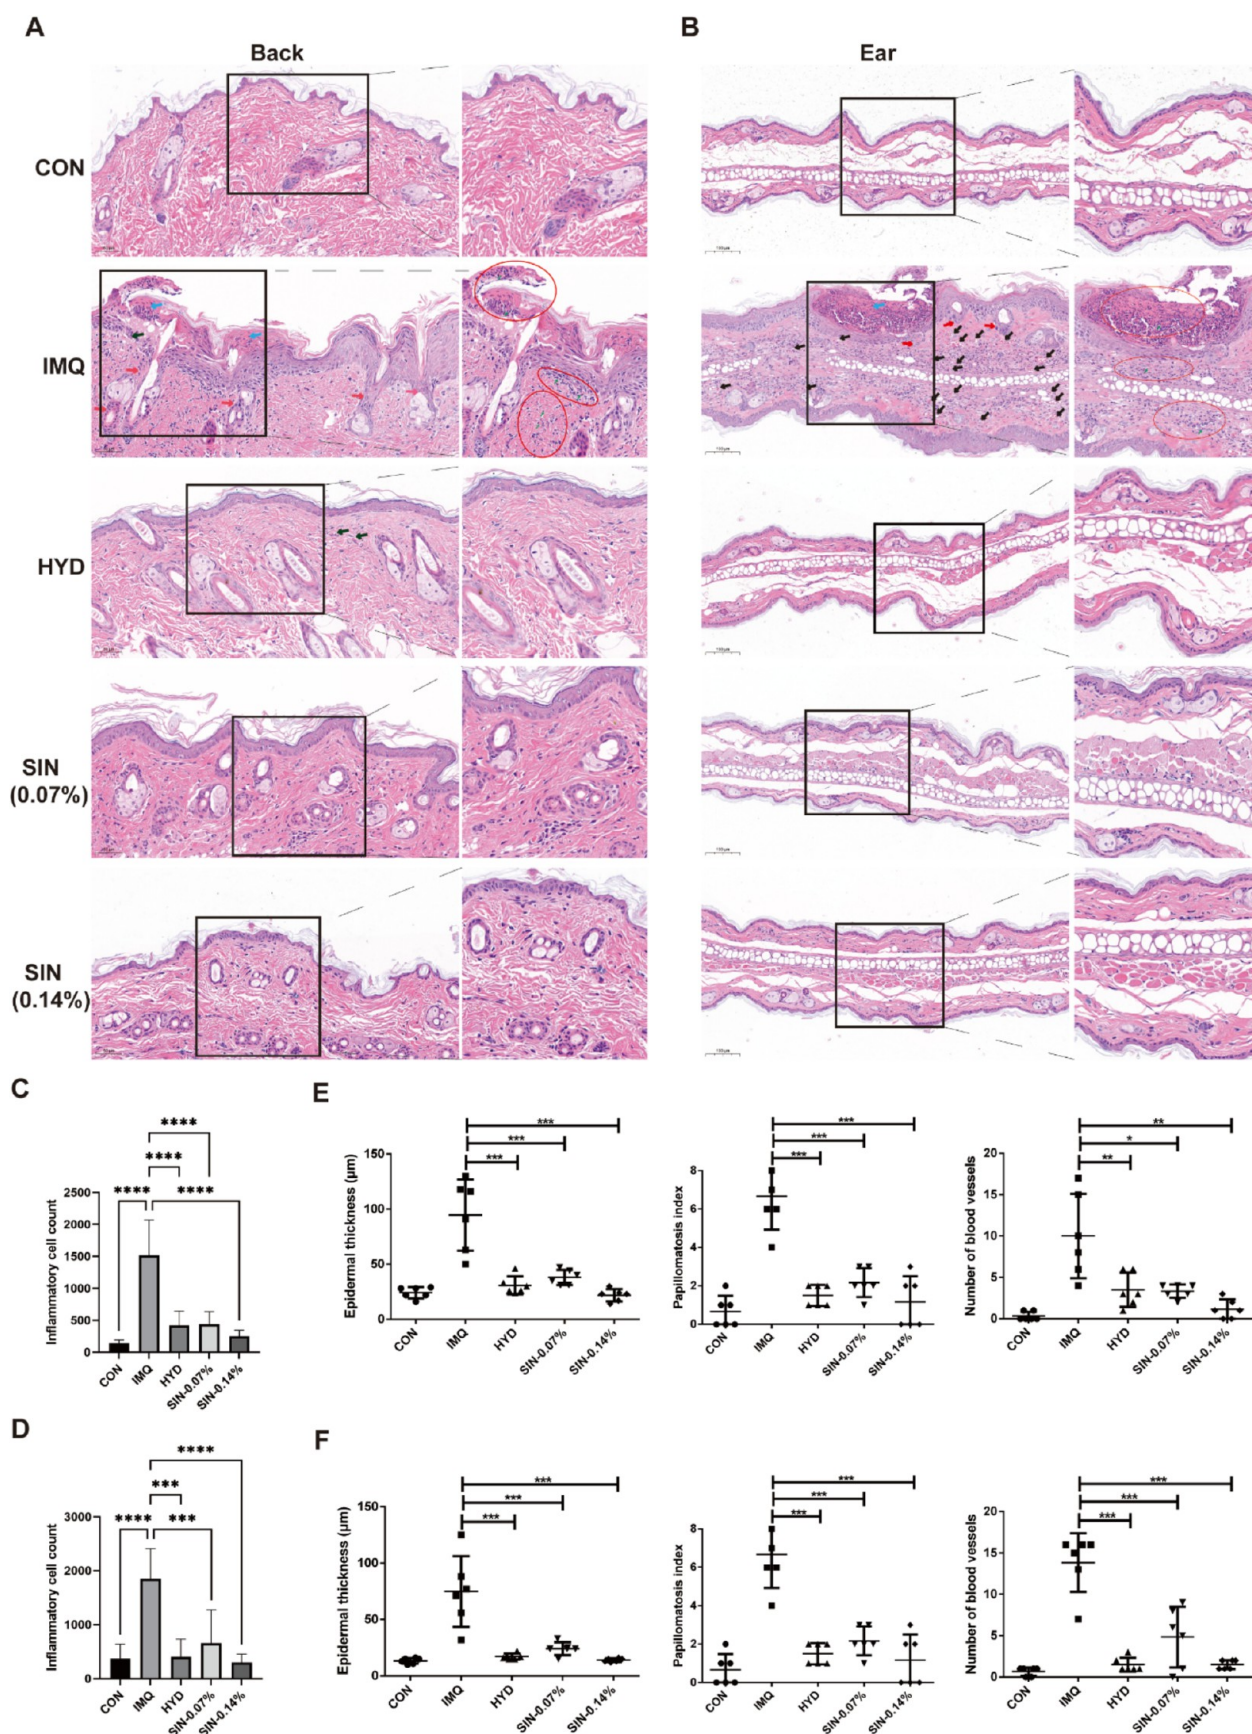 A
Back
B
Ear
CON
IMQ
HYD
SIN
(0.07%)
SIN
(0.14%)
C
****
****
****
****
Inflammatory cell count
2500
2000
1500
1000
500
0
CON
IMQ
HYD
SIN-0.07%
SIN-0.14%
E
***
***
***
Epidermal thickness (µm)
150
100
50
0
CON
IMQ
HYD
SIN-0.07%
SIN-0.14%
***
***
***
Papillomatosis index
8
6
4
2
0
CON
IMQ
HYD
SIN-0.07%
SIN-0.14%
**
*
**
Number of blood vessels
20
15
10
5
0
CON
IMQ
HYD
SIN-0.07%
SIN-0.14%
D
****
***
****
***
Inflammatory cell count
3000
2000
1000
0
CON
IMQ
HYD
SIN-0.07%
SIN-0.14%
F
***
***
***
Epidermal thickness (µm)
150
100
50
0
CON
IMQ
HYD
SIN-0.07%
SIN-0.14%
***
***
***
Papillomatosis index
8
6
4
2
0
CON
IMQ
HYD
SIN-0.07%
SIN-0.14%
***
***
***
Number of blood vessels
20
15
10
5
0
CON
IMQ
HYD
SIN-0.07%
SIN-0.14%